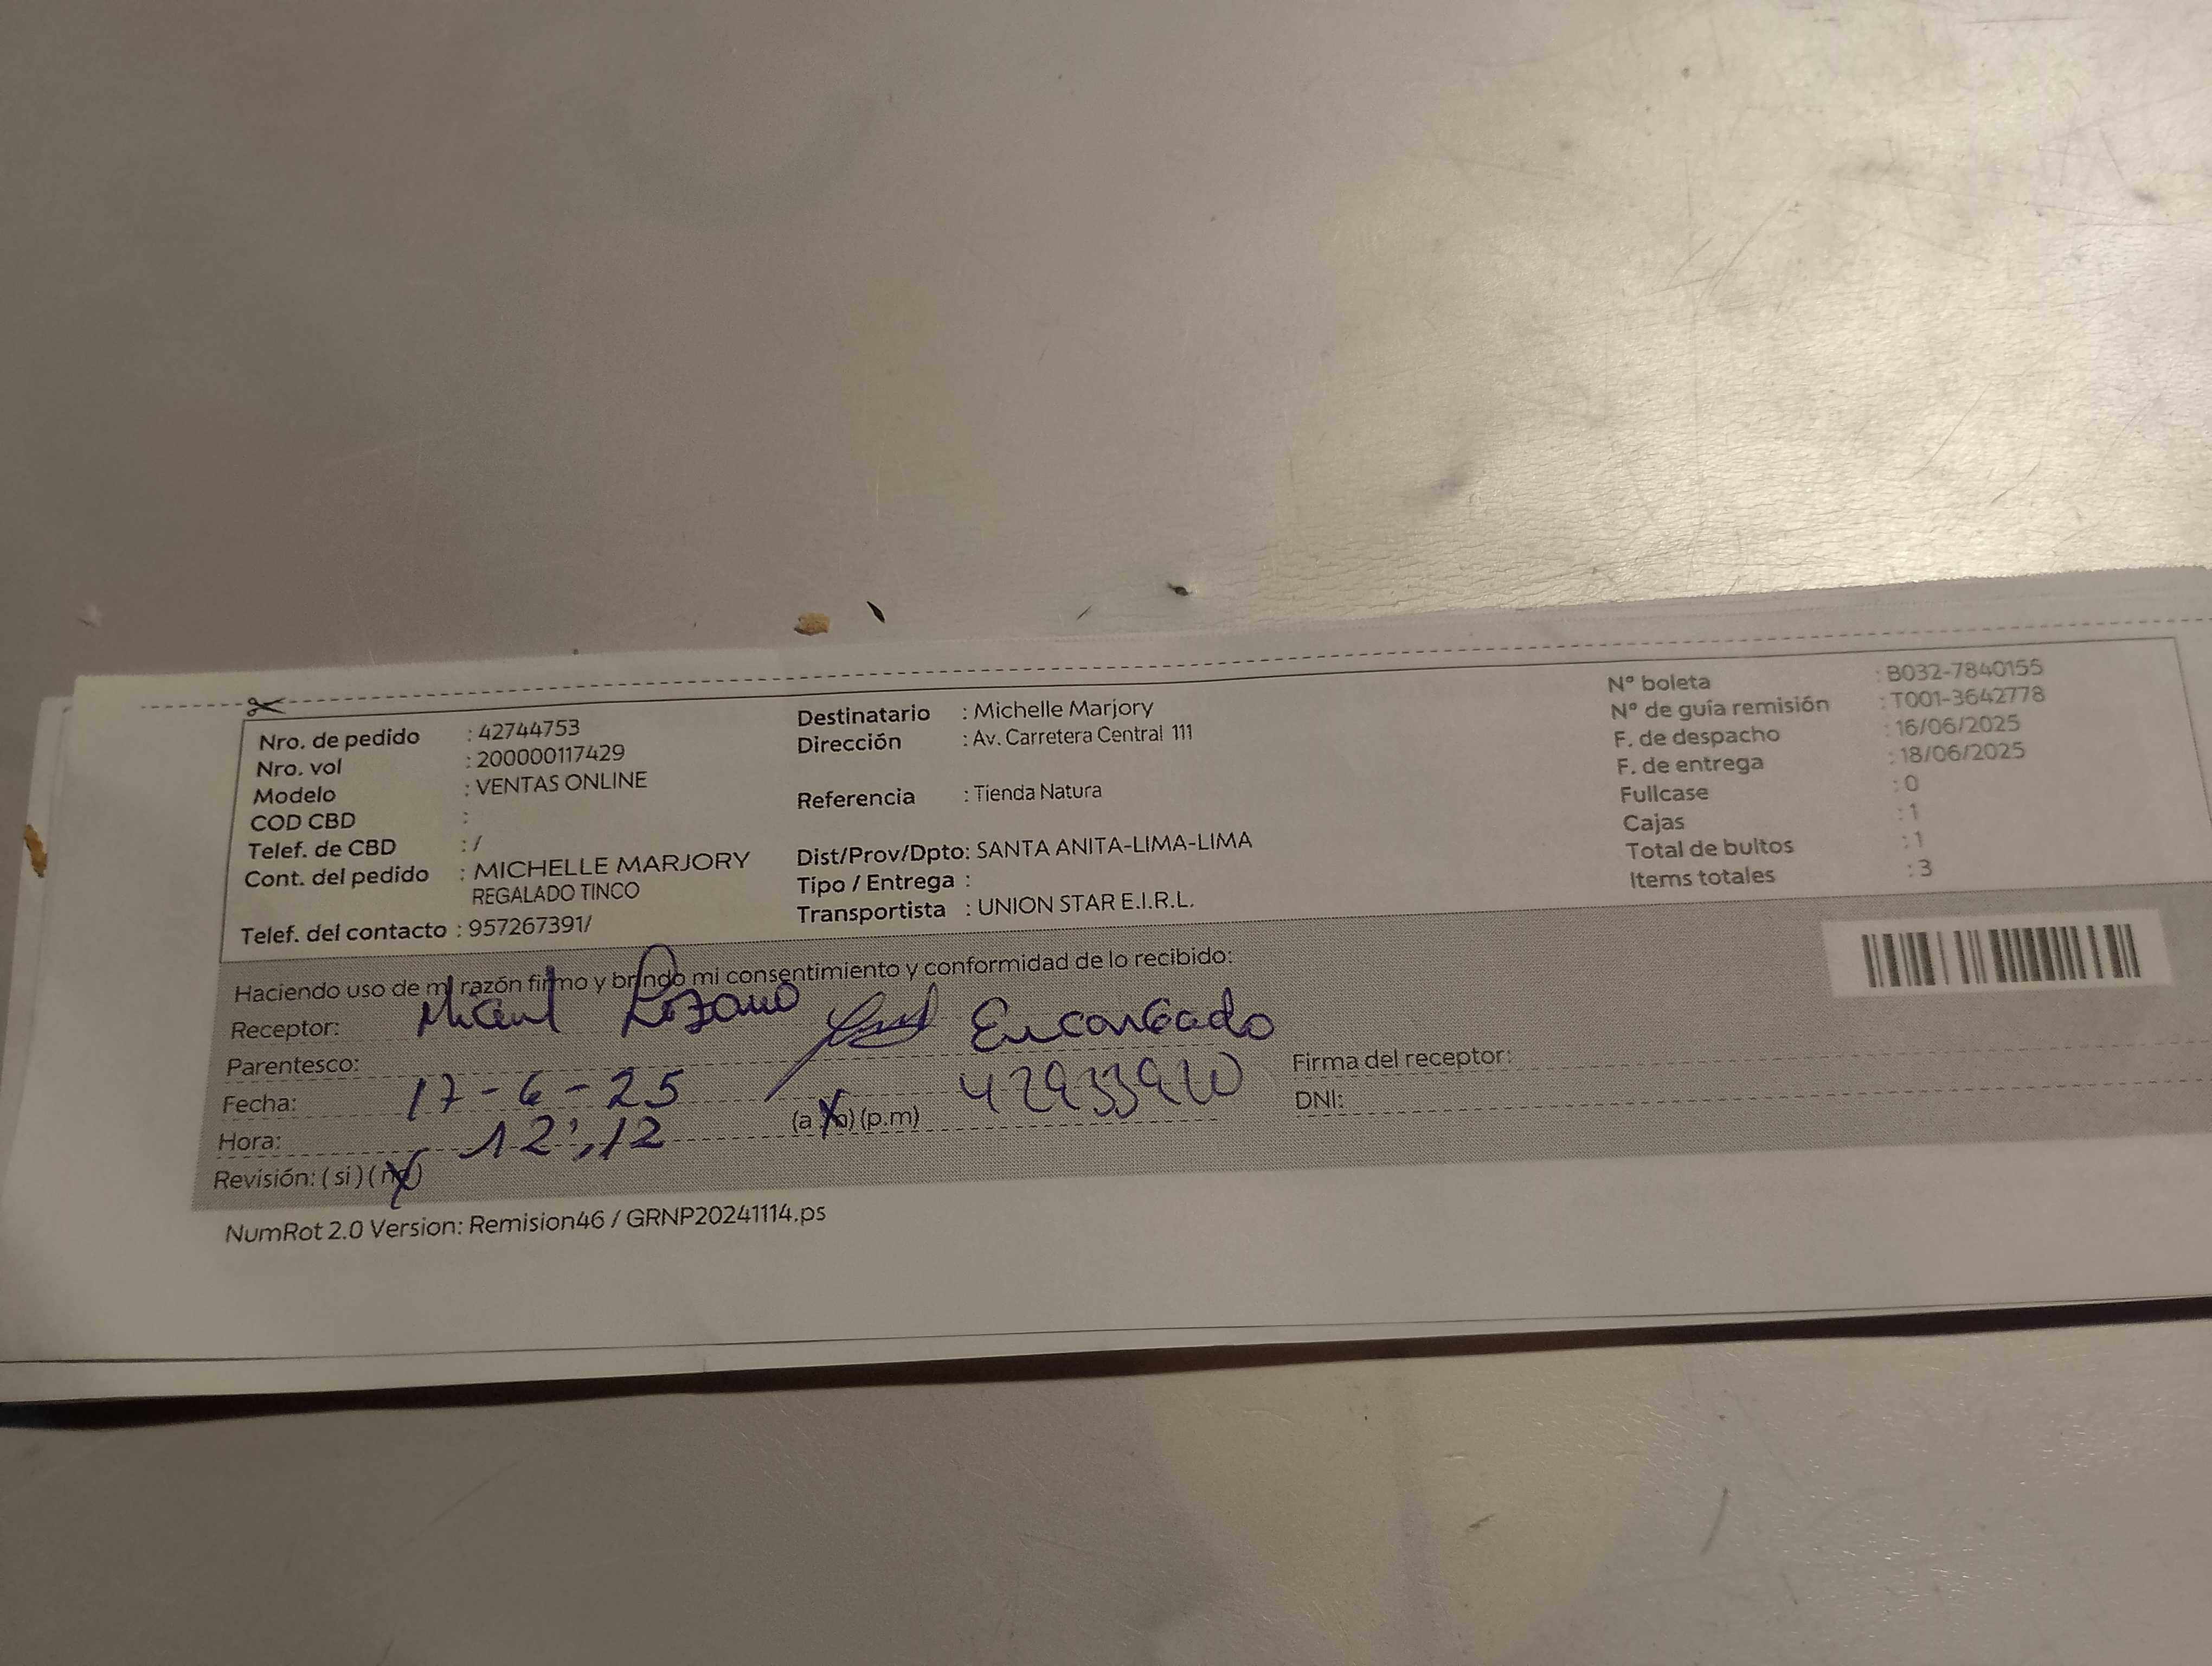 Nro. de pedido : 42744753
Nro. vol : 200000117429
Modelo : VENTAS ONLINE
COD CBD :
Telef. de CBD : /
Cont. del pedido : MICHELLE MARJORY
REGALADO TINCO
Telef. del contacto : 957267391/
Destinatario : Michelle Marjory
Dirección : Av. Carretera Central 111
Referencia : Tienda Natura
Dist/Prov/Dpto: SANTA ANITA-LIMA-LIMA
Tipo / Entrega :
Transportista : UNION STAR E.I.R.L.
N° boleta : B032-7840155
N° de guía remisión : T001-3642778
F. de despacho : 16/06/2025
F. de entrega : 18/06/2025
Fullcase : 0
Cajas : 1
Total de bultos : 1
Items totales : 3
Haciendo uso de mi razón firmo y brindo mi consentimiento y conformidad de lo recibido:
Receptor: Lozano Encargado
Parentesco:
Fecha: 17-6-25
Hora: 12:12 (a.m) (p.m)
Revisión: ( si ) ( no )
Firma del receptor:
DNI:
NumRot 2.0 Version: Remision46 / GRNP20241114.ps